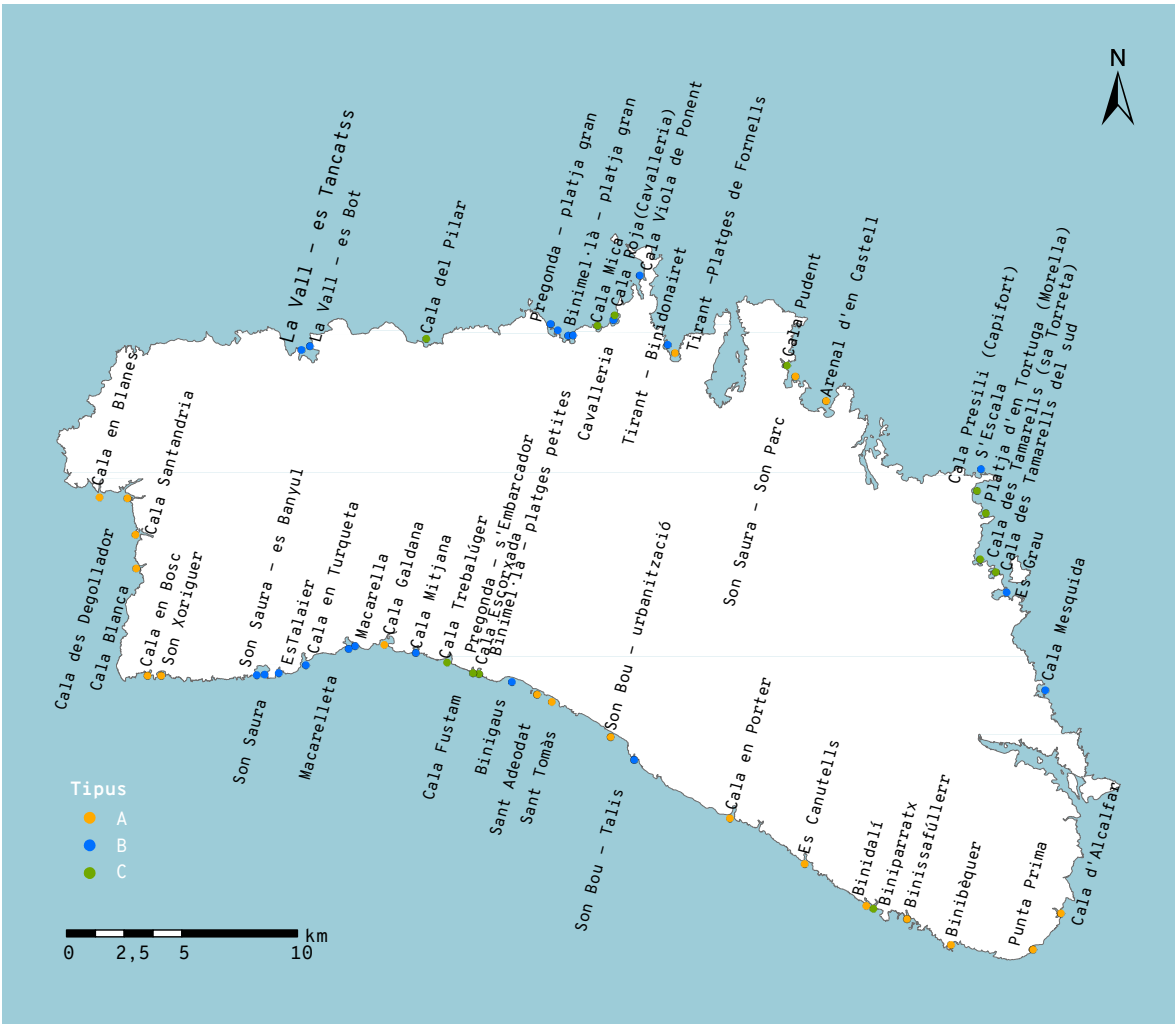 N
La Vall - es Tancatss
La Vall - es Bot
Cala del Pilar
Pregonda - platja gran
Binimel·là - platja gran
Cala Mica
Cala Roja(Cavalleria)
Cala Viola de Ponent
Cavalleria
Tirant - Binidonairet
Tirant -Platges de Fornells
Cala Pudent
Arenal d'en Castell
Son Saura - Son Parc
Cala Presili (Capifort)
S'Escala
Platja d'en Tortuga (Morella)
Cala des Tamarells (sa Torreta)
Cala des Tamarells del sud
Es Grau
Cala Mesquida
Cala en Blanes
Cala Santandria
Cala des Degollador
Cala Blanca
Cala en Bosc
Son Xoriguer
Son Saura - es Banyul
Son Saura
EsTalaier
Cala en Turqueta
Macarelleta
Macarella
Cala Galdana
Cala Mitjana
Cala Trebalúger
Cala Fustam
Pregonda - s'Embarcador
Cala Escorxada
Binimel·là - platges petites
Binigaus
Sant Adeodat
Sant Tomàs
Son Bou - urbanització
Son Bou - Talis
Cala en Porter
Es Canutells
Binidalí
Biniparratx
Binissafúllerr
Binibèquer
Punta Prima
Cala d'Alcalfar
Tipus
A
B
C
km
0 2,5 5 10